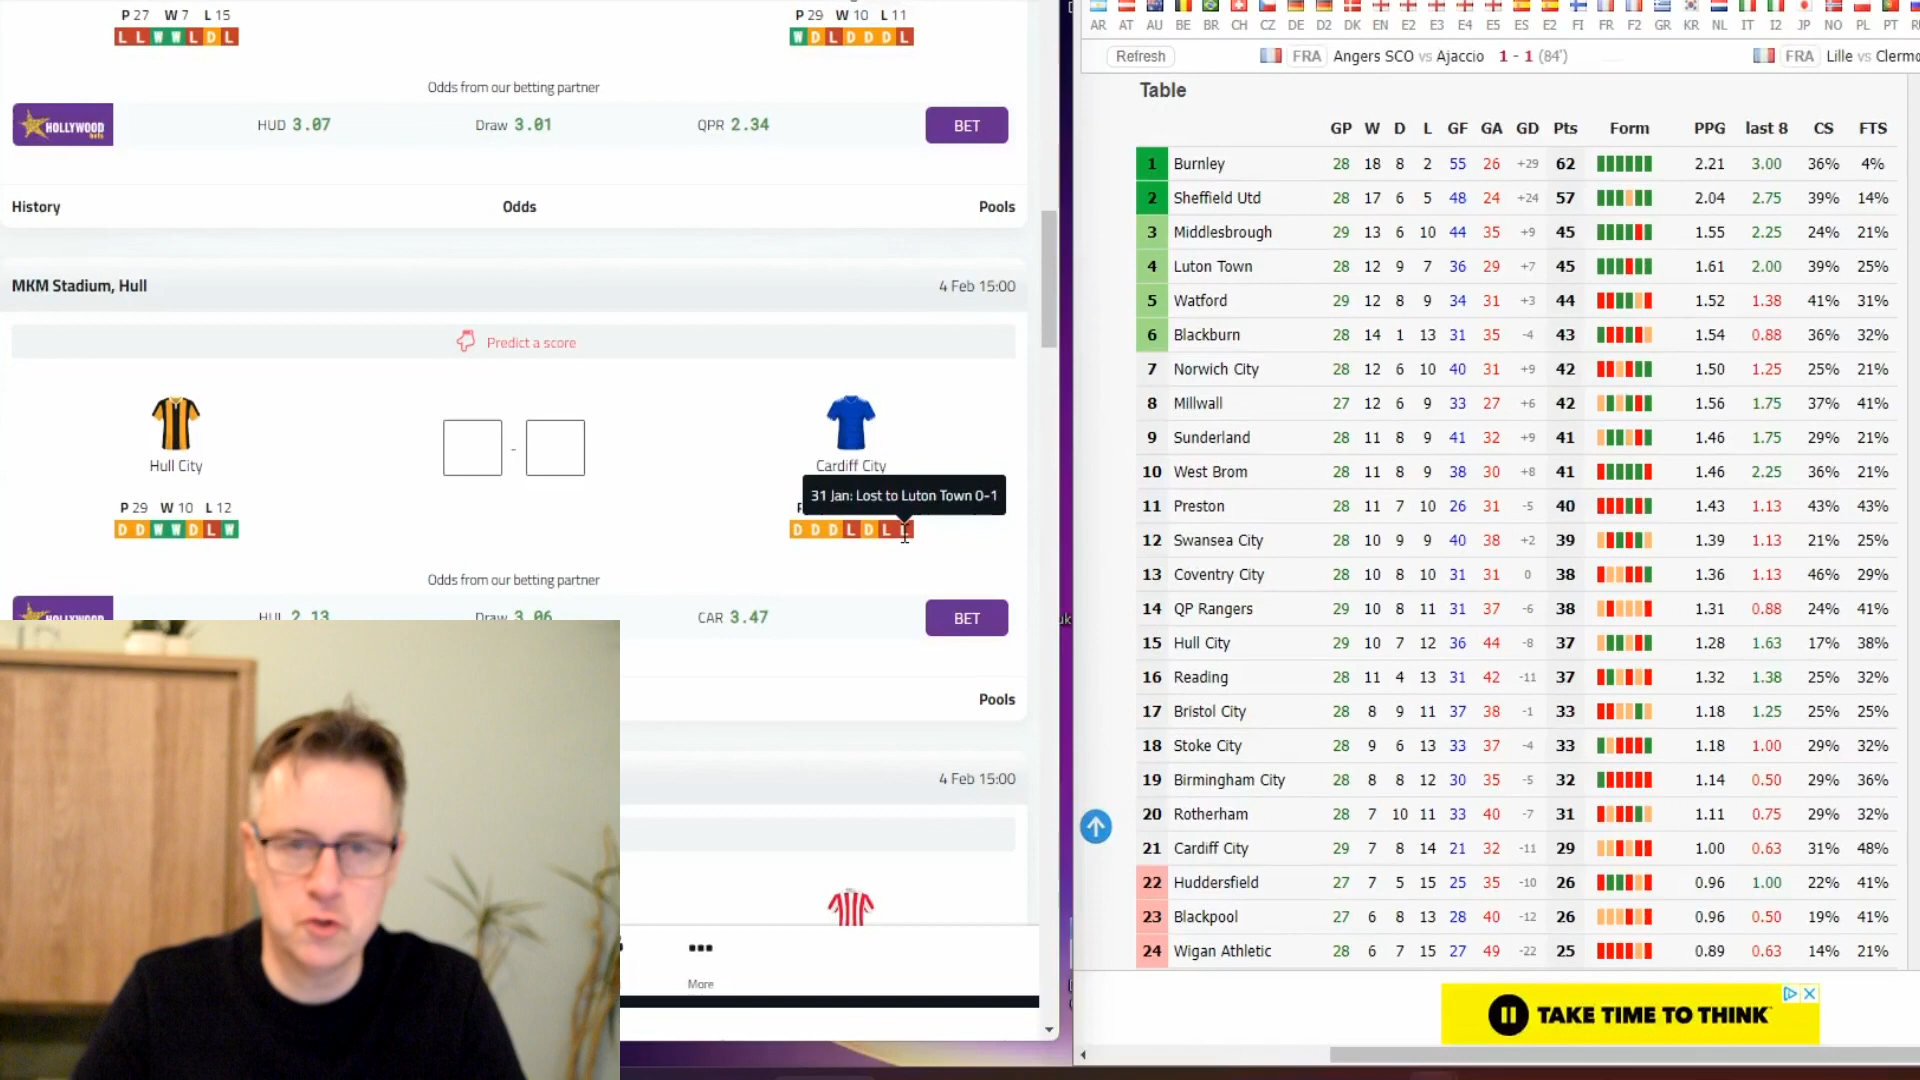 P 27 W 7 L 15
L L W W L D L
P 29 W 10 L 11
W D L D D D L
Odds from our betting partner
HOLLYWOOD bets
HUD 3.07 Draw 3.01 QPR 2.34 BET
History Odds Pools
MKM Stadium, Hull 4 Feb 15:00
Predict a score
Hull City - Cardiff City
31 Jan: Lost to Luton Town 0-1
P 29 W 10 L 12
D D W W D L W
D D D L D L L
Odds from our betting partner
HOLLYWOOD
HUL 2.13 Draw 3.06 CAR 3.47 BET
Pools
4 Feb 15:00
More
AR AT AU BE BR CH CZ DE D2 DK EN E2 E3 E4 E5 ES E2 FI FR F2 GR KR NL IT I2 JP NO PL PT
Refresh FRA Angers SCO vs Ajaccio 1 - 1 (84') FRA Lille vs Clermo
Table
GP W D L GF GA GD Pts Form PPG last 8 CS FTS
1 Burnley 28 18 8 2 55 26 +29 62 2.21 3.00 36% 4%
2 Sheffield Utd 28 17 6 5 48 24 +24 57 2.04 2.75 39% 14%
3 Middlesbrough 29 13 6 10 44 35 +9 45 1.55 2.25 24% 21%
4 Luton Town 28 12 9 7 36 29 +7 45 1.61 2.00 39% 25%
5 Watford 29 12 8 9 34 31 +3 44 1.52 1.38 41% 31%
6 Blackburn 28 14 1 13 31 35 -4 43 1.54 0.88 36% 32%
7 Norwich City 28 12 6 10 40 31 +9 42 1.50 1.25 25% 21%
8 Millwall 27 12 6 9 33 27 +6 42 1.56 1.75 37% 41%
9 Sunderland 28 11 8 9 41 32 +9 41 1.46 1.75 29% 21%
10 West Brom 28 11 8 9 38 30 +8 41 1.46 2.25 36% 21%
11 Preston 28 11 7 10 26 31 -5 40 1.43 1.13 43% 43%
12 Swansea City 28 10 9 9 40 38 +2 39 1.39 1.13 21% 25%
13 Coventry City 28 10 8 10 31 31 0 38 1.36 1.13 46% 29%
14 QP Rangers 29 10 8 11 31 37 -6 38 1.31 0.88 24% 41%
15 Hull City 29 10 7 12 36 44 -8 37 1.28 1.63 17% 38%
16 Reading 28 11 4 13 31 42 -11 37 1.32 1.38 25% 32%
17 Bristol City 28 8 9 11 37 38 -1 33 1.18 1.25 25% 25%
18 Stoke City 28 9 6 13 33 37 -4 33 1.18 1.00 29% 32%
19 Birmingham City 28 8 8 12 30 35 -5 32 1.14 0.50 29% 36%
20 Rotherham 28 7 10 11 33 40 -7 31 1.11 0.75 29% 32%
21 Cardiff City 29 7 8 14 21 32 -11 29 1.00 0.63 31% 48%
22 Huddersfield 27 7 5 15 25 35 -10 26 0.96 1.00 22% 41%
23 Blackpool 27 6 8 13 28 40 -12 26 0.96 0.50 19% 41%
24 Wigan Athletic 28 6 7 15 27 49 -22 25 0.89 0.63 14% 21%
TAKE TIME TO THINK